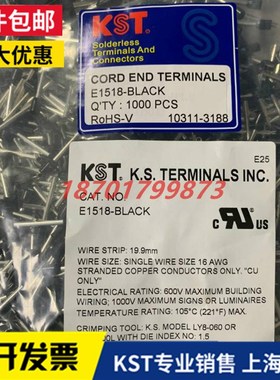 件包邮
大优惠
KST
Solderless
Terminals And
Connectors
S
CORD END TERMINALS
E1518-BLACK
Q'TY : 1000 PCS
RoHS-V 10311-3188
E25
KST K.S. TERMINALS INC.
18701799873
CAT. NO.
E1518-BLACK
c RU us
WIRE STRIP: 19.9mm
WIRE SIZE: SINGLE WIRE SIZE 16 AWG
STRANDED COPPER CONDUCTORS ONLY. "CU
ONLY"
ELECTRICAL RATING: 600V MAXIMUM BUILDING
WIRING; 1000V MAXIMUM SIGNS OR LUMINAIRES
TEMPERATURE RATING: 105°C (221°F) MAX.
CRIMPING TOOL: K.S. MODEL LY8-060 OR
0L WITH DIE INDEX NO.: 1.5
开发票
KST专业销售 上海